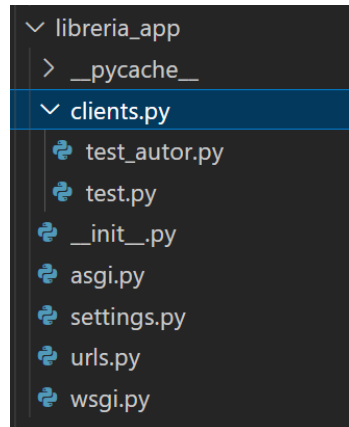 libreria_app
__pycache__
clients.py
test_autor.py
test.py
__init__.py
asgi.py
settings.py
urls.py
wsgi.py